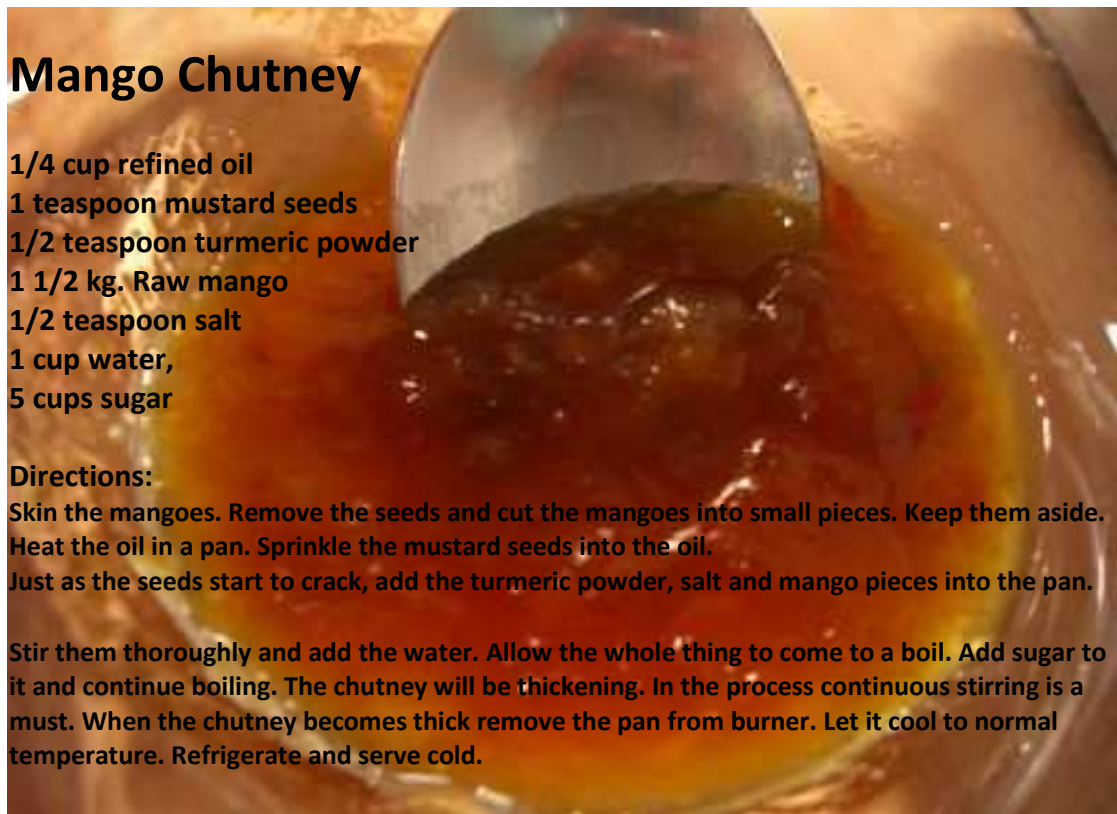 Mango Chutney
1/4 cup refined oil
1 teaspoon mustard seeds
1/2 teaspoon turmeric powder
1 1/2 kg. Raw mango
1/2 teaspoon salt
1 cup water,
5 cups sugar
Directions:
Skin the mangoes. Remove the seeds and cut the mangoes into small pieces. Keep them aside.
Heat the oil in a pan. Sprinkle the mustard seeds into the oil.
Just as the seeds start to crack, add the turmeric powder, salt and mango pieces into the pan.
Stir them thoroughly and add the water. Allow the whole thing to come to a boil. Add sugar to
it and continue boiling. The chutney will be thickening. In the process continuous stirring is a
must. When the chutney becomes thick remove the pan from burner. Let it cool to normal
temperature. Refrigerate and serve cold.